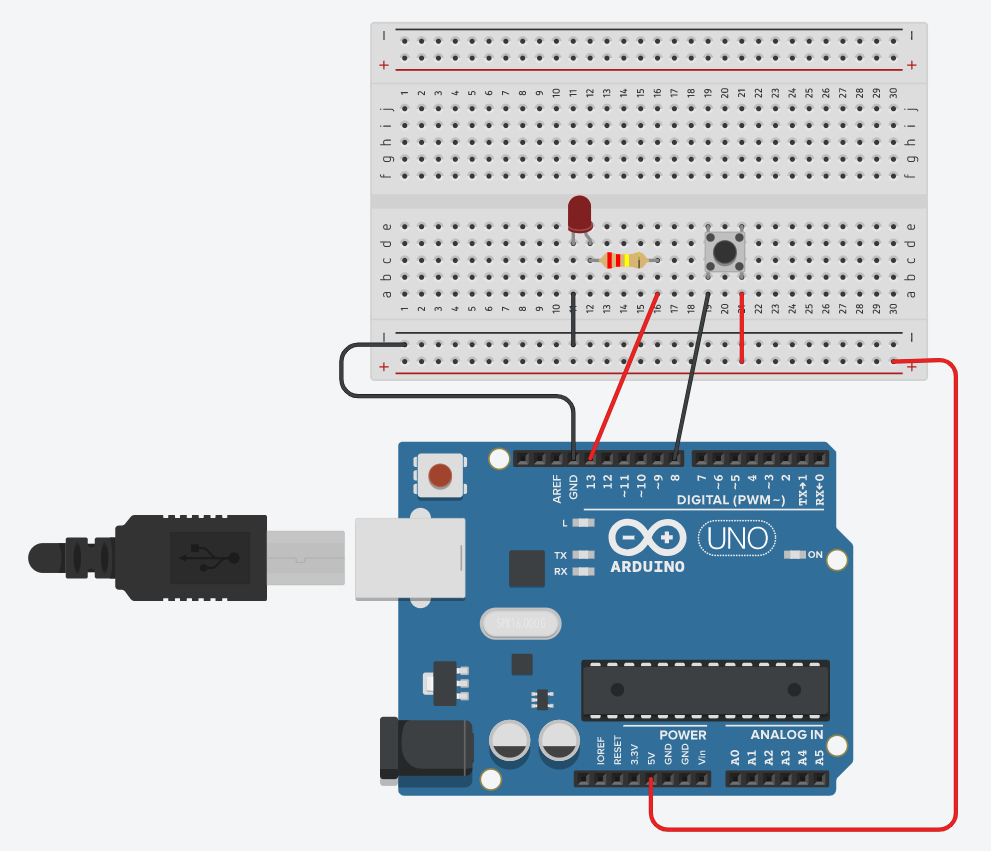 − −
+ +
1 2 3 4 5 6 7 8 9 10 11 12 13 14 15 16 17 18 19 20 21 22 23 24 25 26 27 28 29 30
j j
i i
h h
g g
f f
e e
d d
c c
b b
a a
1 2 3 4 5 6 7 8 9 10 11 12 13 14 15 16 17 18 19 20 21 22 23 24 25 26 27 28 29 30
− −
+ +
AREF GND 13 12 ~11 ~10 ~9 8 7 ~6 ~5 4 ~3 2 TX→1 RX←0
DIGITAL (PWM~)
L
TX
RX
ARDUINO
UNO
ON
SPK16.000G
POWER
ANALOG IN
IOREF RESET 3.3V 5V GND GND Vin A0 A1 A2 A3 A4 A5